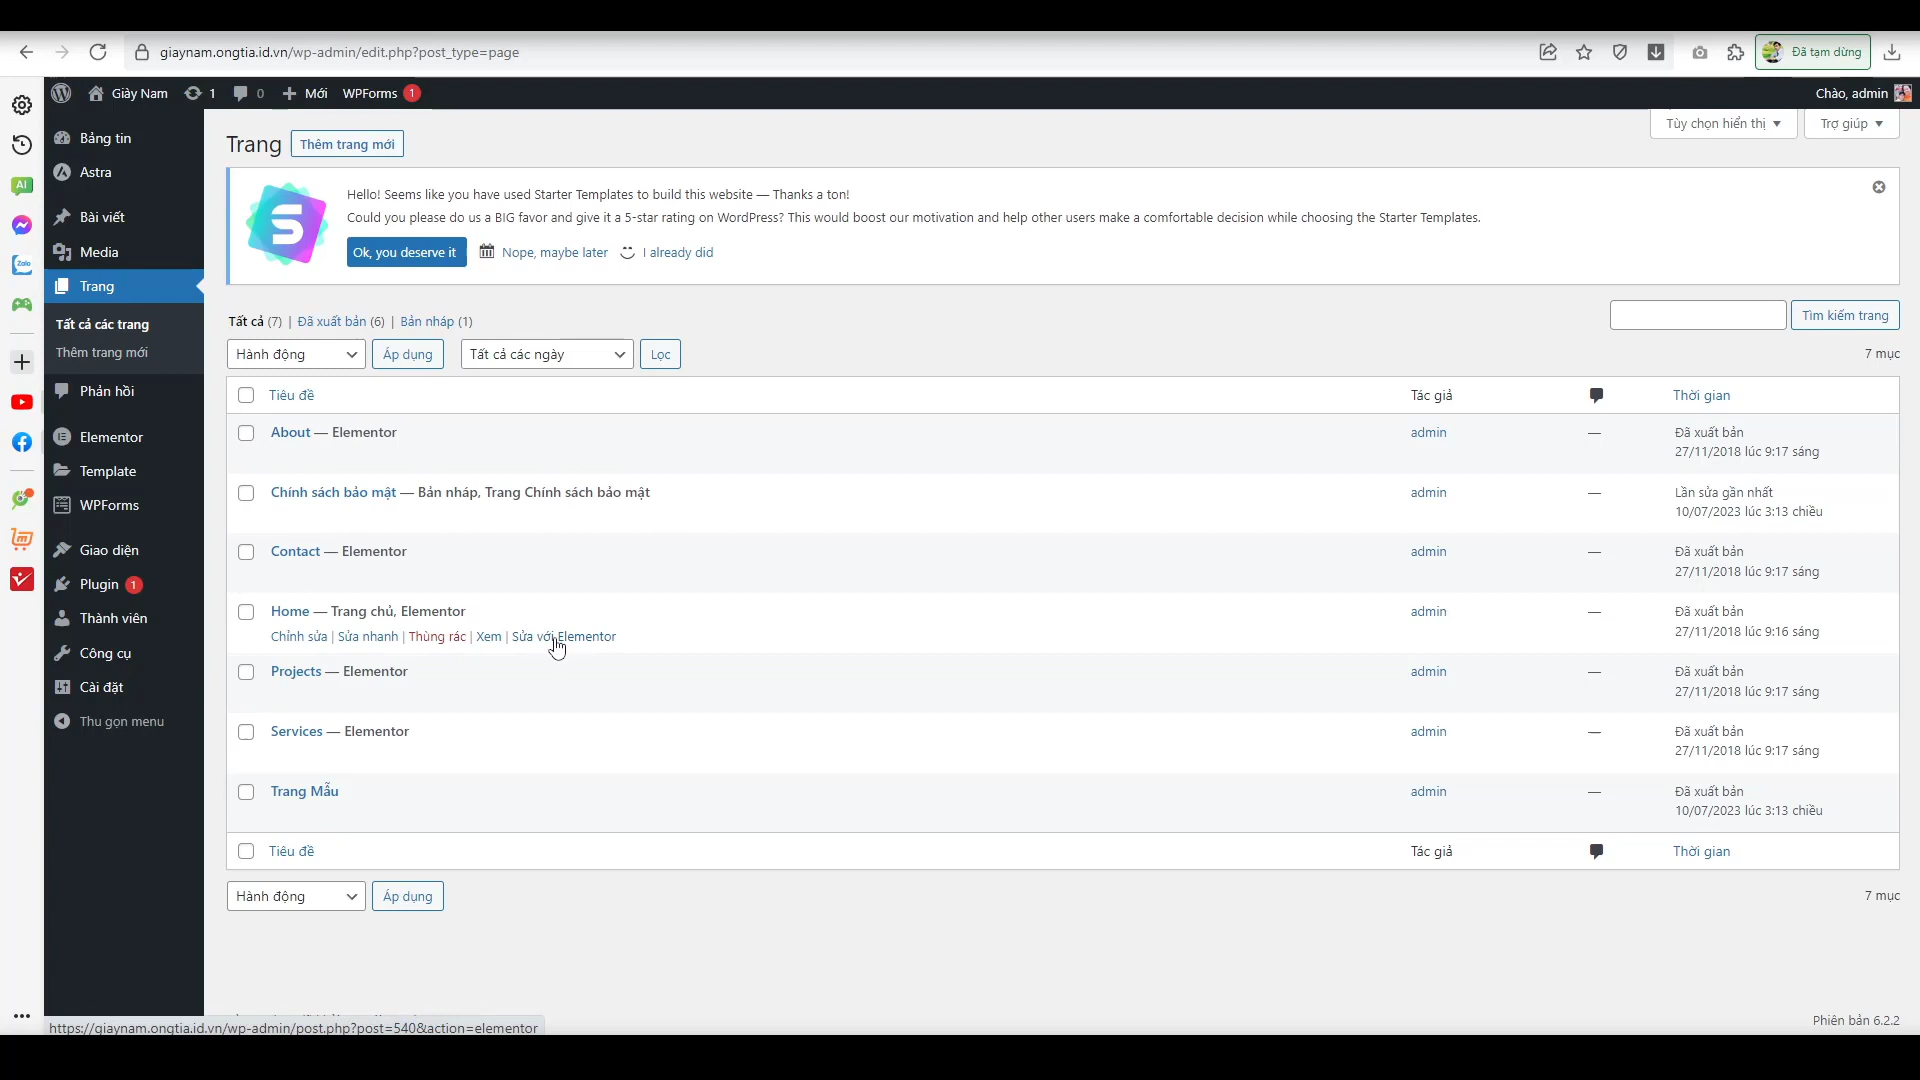 giaynam.ongtia.id.vn/wp-admin/edit.php?post_type=page
Đã tạm dừng
Giày Nam
1
0
Mới
WPForms 1
Chào, admin
AI
Zalo
Bảng tin
Astra
Bài viết
Media
Trang
Tất cả các trang
Thêm trang mới
Phản hồi
Elementor
Template
WPForms
Giao diện
Plugin 1
Thành viên
Công cụ
Cài đặt
Thu gọn menu
Trang Thêm trang mới
Tùy chọn hiển thị
Trợ giúp
Hello! Seems like you have used Starter Templates to build this website — Thanks a ton!
Could you please do us a BIG favor and give it a 5-star rating on WordPress? This would boost our motivation and help other users make a comfortable decision while choosing the Starter Templates.
Ok, you deserve it Nope, maybe later I already did
Tất cả (7) | Đã xuất bản (6) | Bản nháp (1)
Tìm kiếm trang
Hành động Áp dụng Tất cả các ngày Lọc
7 mục
Tiêu đề Tác giả Thời gian
About — Elementor admin — Đã xuất bản
27/11/2018 lúc 9:17 sáng
Chính sách bảo mật — Bản nháp, Trang Chính sách bảo mật admin — Lần sửa gần nhất
10/07/2023 lúc 3:13 chiều
Contact — Elementor admin — Đã xuất bản
27/11/2018 lúc 9:17 sáng
Home — Trang chủ, Elementor admin — Đã xuất bản
Chỉnh sửa | Sửa nhanh | Thùng rác | Xem | Sửa với Elementor 27/11/2018 lúc 9:16 sáng
Projects — Elementor admin — Đã xuất bản
27/11/2018 lúc 9:17 sáng
Services — Elementor admin — Đã xuất bản
27/11/2018 lúc 9:17 sáng
Trang Mẫu admin — Đã xuất bản
10/07/2023 lúc 3:13 chiều
Tiêu đề Tác giả Thời gian
Hành động Áp dụng
7 mục
Phiên bản 6.2.2
https://giaynam.ongtia.id.vn/wp-admin/post.php?post=540&action=elementor